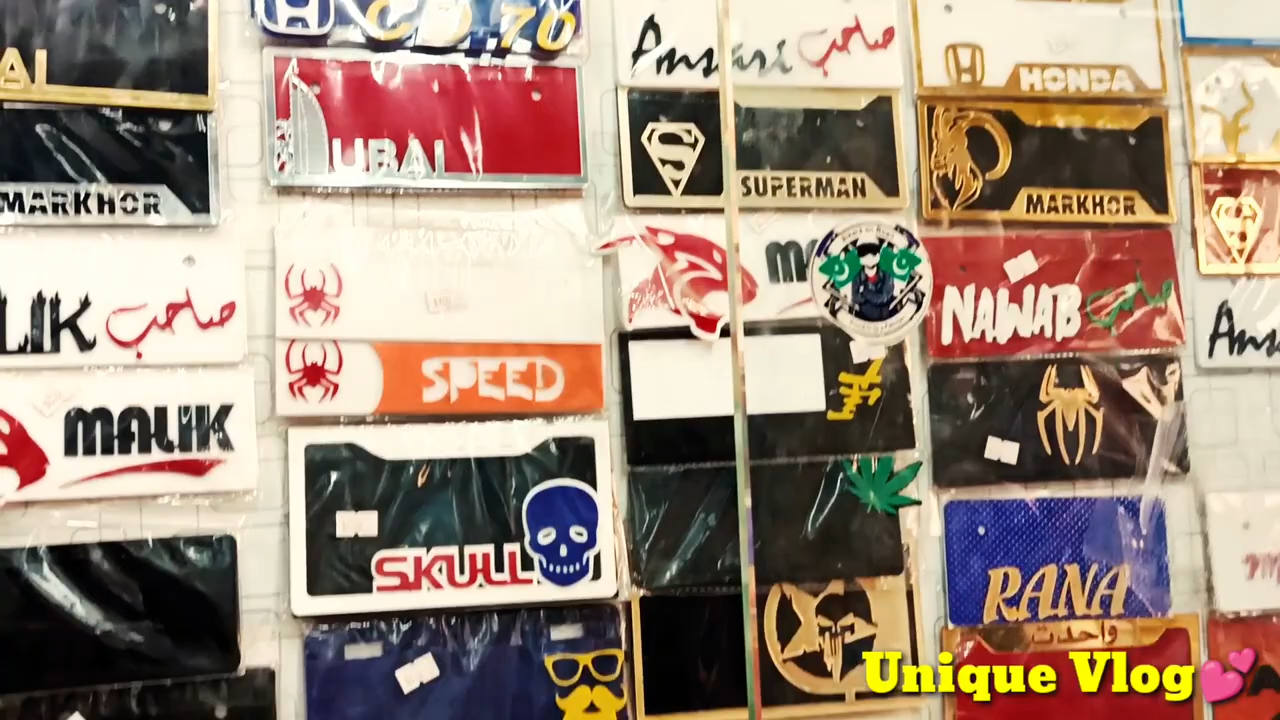 CD 70
Ansari صاحب
HONDA
AL
UBAL
SUPERMAN
MARKHOR
MARKHOR
LIK صاحب
NAWAB صاحب
SPEED
MALIK
SKULL
RANA
واحدت
Unique Vlog